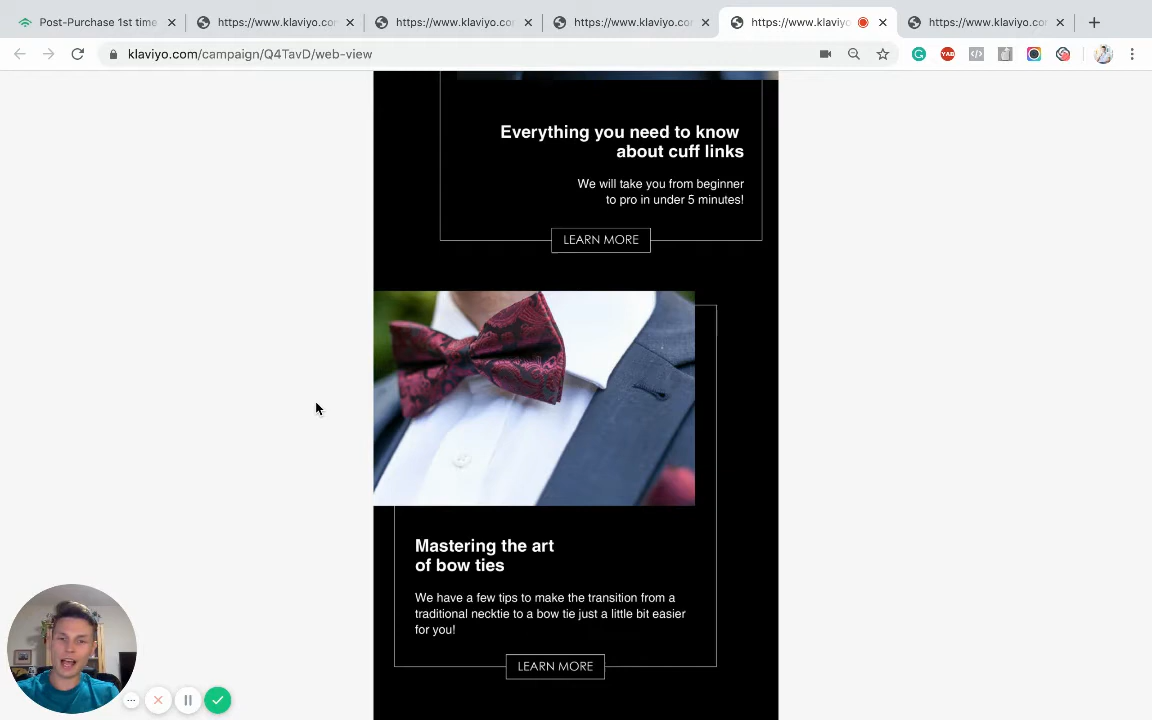 Post-Purchase 1st time
https://www.klaviyo.com
https://www.klaviyo.com
https://www.klaviyo.com
https://www.klaviyo
https://www.klaviyo.com
klaviyo.com/campaign/Q4TavD/web-view
YAB
Everything you need to know
about cuff links
We will take you from beginner
to pro in under 5 minutes!
LEARN MORE
Mastering the art
of bow ties
We have a few tips to make the transition from a
traditional necktie to a bow tie just a little bit easier
for you!
LEARN MORE